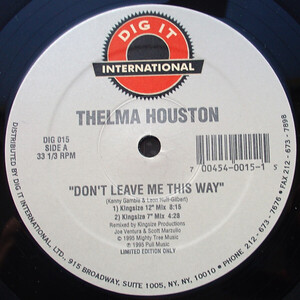 DIG IT
INTERNATIONAL
THELMA HOUSTON
DIG 015
SIDE A
33 1/3 RPM
7 00454-0015-1 5
"DON'T LEAVE ME THIS WAY"
(Kenny Gamble & Leon Huff-Gilbert)
1) Kingsize 12" Mix 8:18
2) Kingsize 7" Mix 4:28
Remixed by Kingsize Productions
Joe Ventura & Scott Mattullo
℗ 1995 Mighty Tree Music
© 1995 Pull Music
LIMITED EDITION ONLY
DISTRIBUTED BY DIG IT INTERNATIONAL LTD., 915 BROADWAY, SUITE 1005, NY, NY, 10010 • PHONE 212 - 673 - 7676 • FAX 212 - 673 - 7898